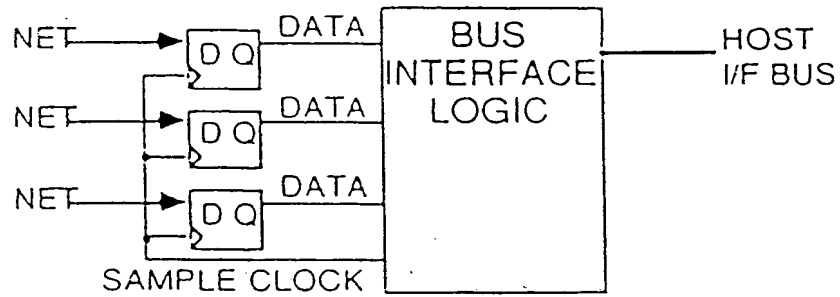 NET
D Q
DATA
NET
D Q
DATA
NET
D Q
DATA
SAMPLE CLOCK
BUS
INTERFACE
LOGIC
HOST
I/F BUS